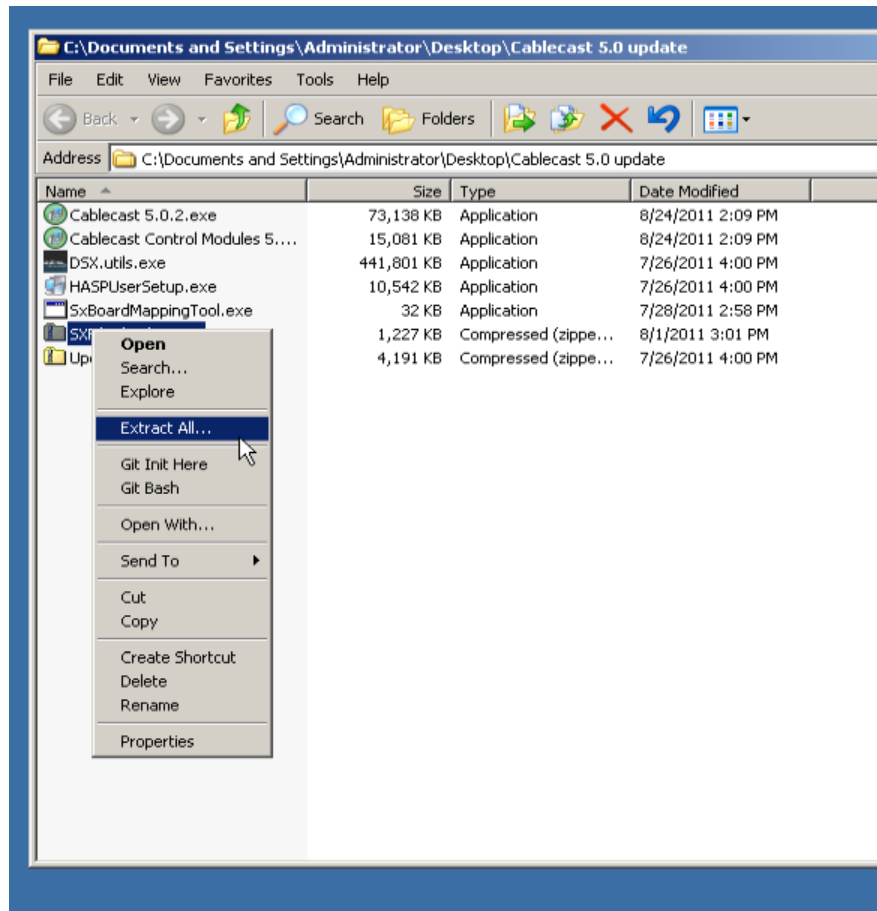 C:\Documents and Settings\Administrator\Desktop\Cablecast 5.0 update
File Edit View Favorites Tools Help
Back Search Folders
Address C:\Documents and Settings\Administrator\Desktop\Cablecast 5.0 update
Name Size Type Date Modified
Cablecast 5.0.2.exe 73,138 KB Application 8/24/2011 2:09 PM
Cablecast Control Modules 5.... 15,081 KB Application 8/24/2011 2:09 PM
DSX.utils.exe 441,801 KB Application 7/26/2011 4:00 PM
HASPUserSetup.exe 10,542 KB Application 7/26/2011 4:00 PM
SxBoardMappingTool.exe 32 KB Application 7/28/2011 2:58 PM
1,227 KB Compressed (zippe... 8/1/2011 3:01 PM
4,191 KB Compressed (zippe... 7/26/2011 4:00 PM
Open
Search...
Explore
Extract All...
Git Init Here
Git Bash
Open With...
Send To
Cut
Copy
Create Shortcut
Delete
Rename
Properties